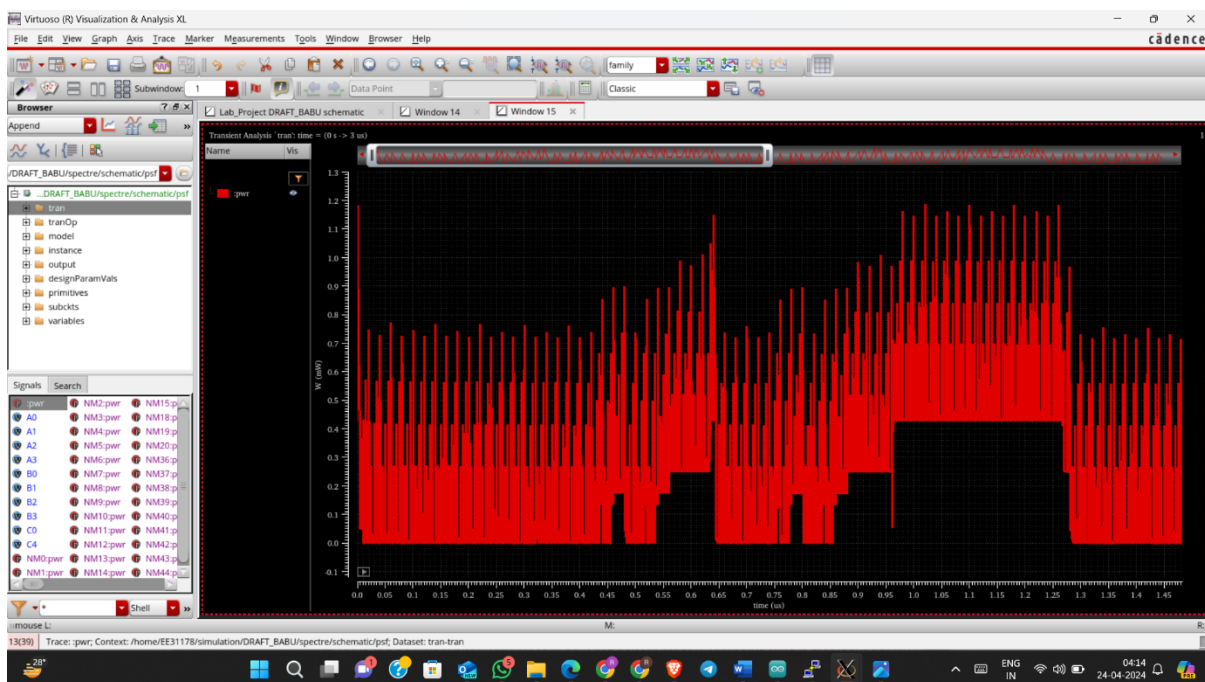 Virtuoso (R) Visualization & Analysis XL
File Edit View Graph Axis Trace Marker Measurements Tools Window Browser Help
cādence
family
Subwindow: 1
Data Point
Classic
Browser
Lab_Project DRAFT_BABU schematic
Window 14
Window 15
Append
Transient Analysis `tran': time = (0 s -> 3 us)
1
Name Vis
/DRAFT_BABU/spectre/schematic/psf
...DRAFT_BABU/spectre/schematic/psf
:pwr
tran
tranOp
model
instance
output
designParamVals
primitives
subckts
variables
1.3
1.2
1.1
1.0
0.9
0.8
0.7
0.6
0.5
0.4
0.3
0.2
0.1
0.0
-0.1
W (mW)
0.0 0.05 0.1 0.15 0.2 0.25 0.3 0.35 0.4 0.45 0.5 0.55 0.6 0.65 0.7 0.75 0.8 0.85 0.9 0.95 1.0 1.05 1.1 1.15 1.2 1.25 1.3 1.35 1.4 1.45
time (us)
Signals Search
:pwr NM2:pwr NM15:p
A0 NM3:pwr NM18:p
A1 NM4:pwr NM19:p
A2 NM5:pwr NM20:p
A3 NM6:pwr NM36:p
B0 NM7:pwr NM37:p
B1 NM8:pwr NM38:p
B2 NM9:pwr NM39:p
B3 NM10:pwr NM40:p
C0 NM11:pwr NM41:p
C4 NM12:pwr NM42:p
NM0:pwr NM13:pwr NM43:p
NM1:pwr NM14:pwr NM44:p
* Shell
mouse L: M: R:
13(39) Trace: :pwr; Context: /home/EE31178/simulation/DRAFT_BABU/spectre/schematic/psf; Dataset: tran-tran
28°
ENG
IN
04:14
24-04-2024